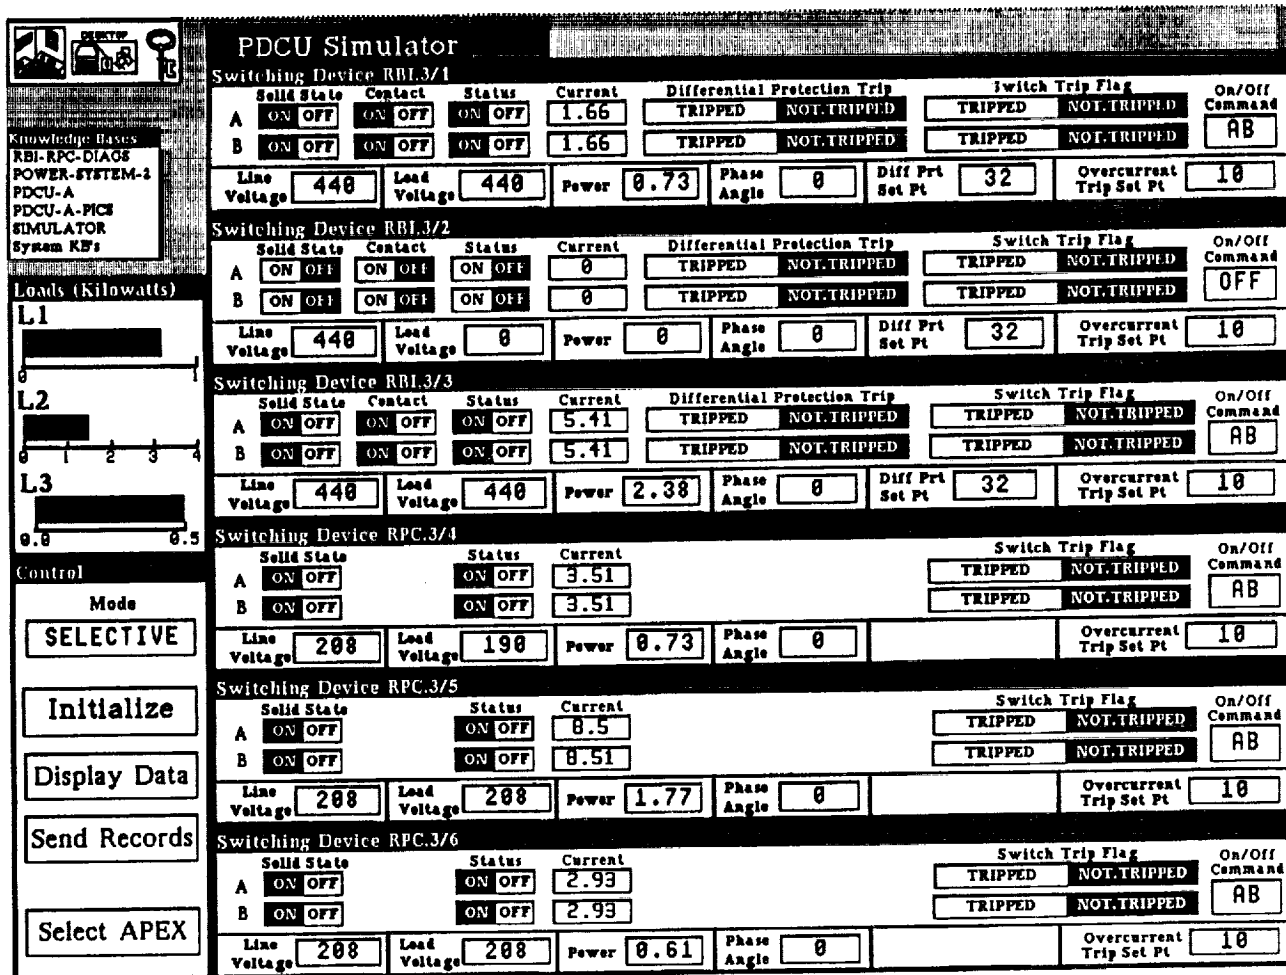 DESKTOP
PDCU Simulator
Knowledge Bases
RBI-RPC-DIAGS
POWER-SYSTEM-2
PDCU-A
PDCU-A-PICS
SIMULATOR
System KB's
Loads (Kilowatts)
L1
0 1
L2
0 1 2 3 4
L3
0.0 0.5
Control
Mode
SELECTIVE
Initialize
Display Data
Send Records
Select APEX
Switching Device RBI.3/1
Solid State Contact Status Current Differential Protection Trip Switch Trip Flag On/Off Command
A ON OFF ON OFF ON OFF 1.66 TRIPPED NOT.TRIPPED TRIPPED NOT.TRIPPED AB
B ON OFF ON OFF ON OFF 1.66 TRIPPED NOT.TRIPPED TRIPPED NOT.TRIPPED
Line Voltage 440 Load Voltage 440 Power 0.73 Phase Angle 0 Diff Prt Set Pt 32 Overcurrent Trip Set Pt 10
Switching Device RBI.3/2
Solid State Contact Status Current Differential Protection Trip Switch Trip Flag On/Off Command
A ON OFF ON OFF ON OFF 0 TRIPPED NOT.TRIPPED TRIPPED NOT.TRIPPED OFF
B ON OFF ON OFF ON OFF 0 TRIPPED NOT.TRIPPED TRIPPED NOT.TRIPPED
Line Voltage 440 Load Voltage 0 Power 0 Phase Angle 0 Diff Prt Set Pt 32 Overcurrent Trip Set Pt 10
Switching Device RBI.3/3
Solid State Contact Status Current Differential Protection Trip Switch Trip Flag On/Off Command
A ON OFF ON OFF ON OFF 5.41 TRIPPED NOT.TRIPPED TRIPPED NOT.TRIPPED AB
B ON OFF ON OFF ON OFF 5.41 TRIPPED NOT.TRIPPED TRIPPED NOT.TRIPPED
Line Voltage 440 Load Voltage 440 Power 2.38 Phase Angle 0 Diff Prt Set Pt 32 Overcurrent Trip Set Pt 10
Switching Device RPC.3/4
Solid State Status Current Switch Trip Flag On/Off Command
A ON OFF ON OFF 3.51 TRIPPED NOT.TRIPPED AB
B ON OFF ON OFF 3.51 TRIPPED NOT.TRIPPED
Line Voltage 208 Load Voltage 190 Power 0.73 Phase Angle 0 Overcurrent Trip Set Pt 10
Switching Device RPC.3/5
Solid State Status Current Switch Trip Flag On/Off Command
A ON OFF ON OFF 8.5 TRIPPED NOT.TRIPPED AB
B ON OFF ON OFF 8.51 TRIPPED NOT.TRIPPED
Line Voltage 208 Load Voltage 208 Power 1.77 Phase Angle 0 Overcurrent Trip Set Pt 10
Switching Device RPC.3/6
Solid State Status Current Switch Trip Flag On/Off Command
A ON OFF ON OFF 2.93 TRIPPED NOT.TRIPPED AB
B ON OFF ON OFF 2.93 TRIPPED NOT.TRIPPED
Line Voltage 208 Load Voltage 208 Power 0.61 Phase Angle 0 Overcurrent Trip Set Pt 10